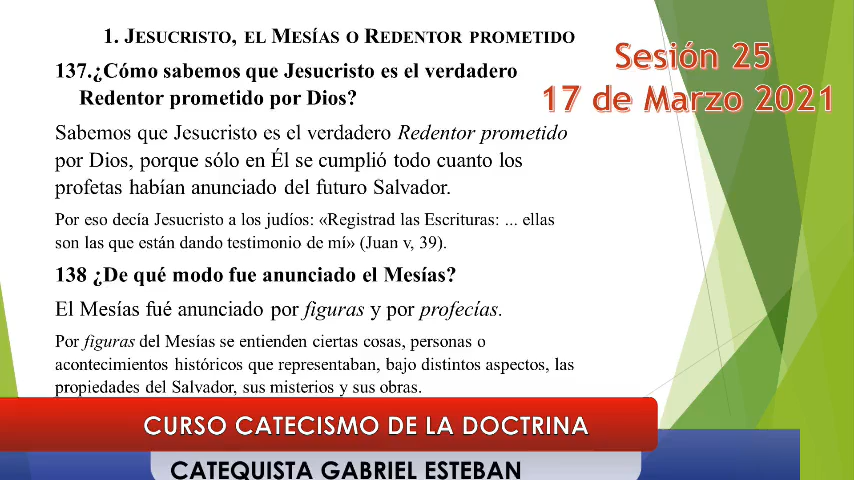 1. JESUCRISTO, EL MESÍAS O REDENTOR PROMETIDO
137.¿Cómo sabemos que Jesucristo es el verdadero
Redentor prometido por Dios?
Sabemos que Jesucristo es el verdadero Redentor prometido
por Dios, porque sólo en Él se cumplió todo cuanto los
profetas habían anunciado del futuro Salvador.
Por eso decía Jesucristo a los judíos: «Registrad las Escrituras: ... ellas
son las que están dando testimonio de mí» (Juan v, 39).
138 ¿De qué modo fue anunciado el Mesías?
El Mesías fué anunciado por figuras y por profecías.
Por figuras del Mesías se entienden ciertas cosas, personas o
acontecimientos históricos que representaban, bajo distintos aspectos, las
propiedades del Salvador, sus misterios y sus obras.
Sesión 25
17 de Marzo 2021
CURSO CATECISMO DE LA DOCTRINA
CATEQUISTA GABRIEL ESTEBAN